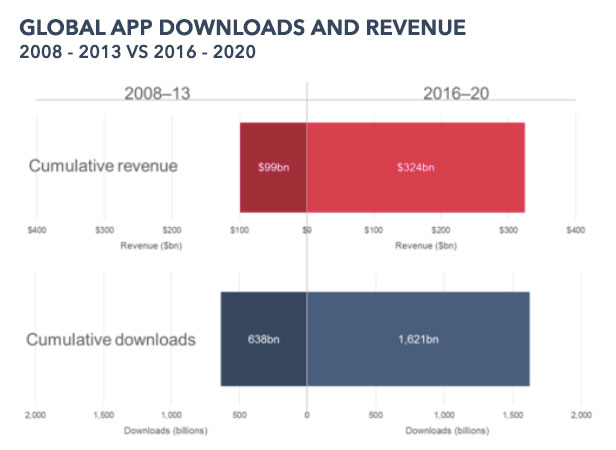 GLOBAL APP DOWNLOADS AND REVENUE
2008 - 2013 VS 2016 - 2020
2008–13 2016–20
Cumulative revenue $99bn $324bn
$400 $300 $200 $100 $0 $100 $200 $300 $400
Revenue ($bn) Revenue ($bn)
Cumulative downloads 638bn 1,621bn
2,000 1,500 1,000 500 0 500 1,000 1,500 2,000
Downloads (billions) Downloads (billions)